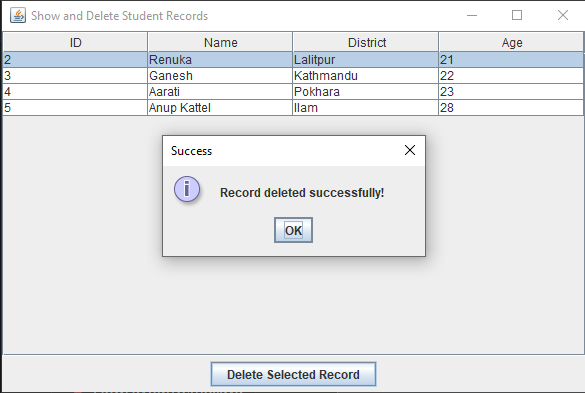 Show and Delete Student Records
ID Name District Age
2 Renuka Lalitpur 21
3 Ganesh Kathmandu 22
4 Aarati Pokhara 23
5 Anup Kattel Ilam 28
Success
Record deleted successfully!
OK
Delete Selected Record